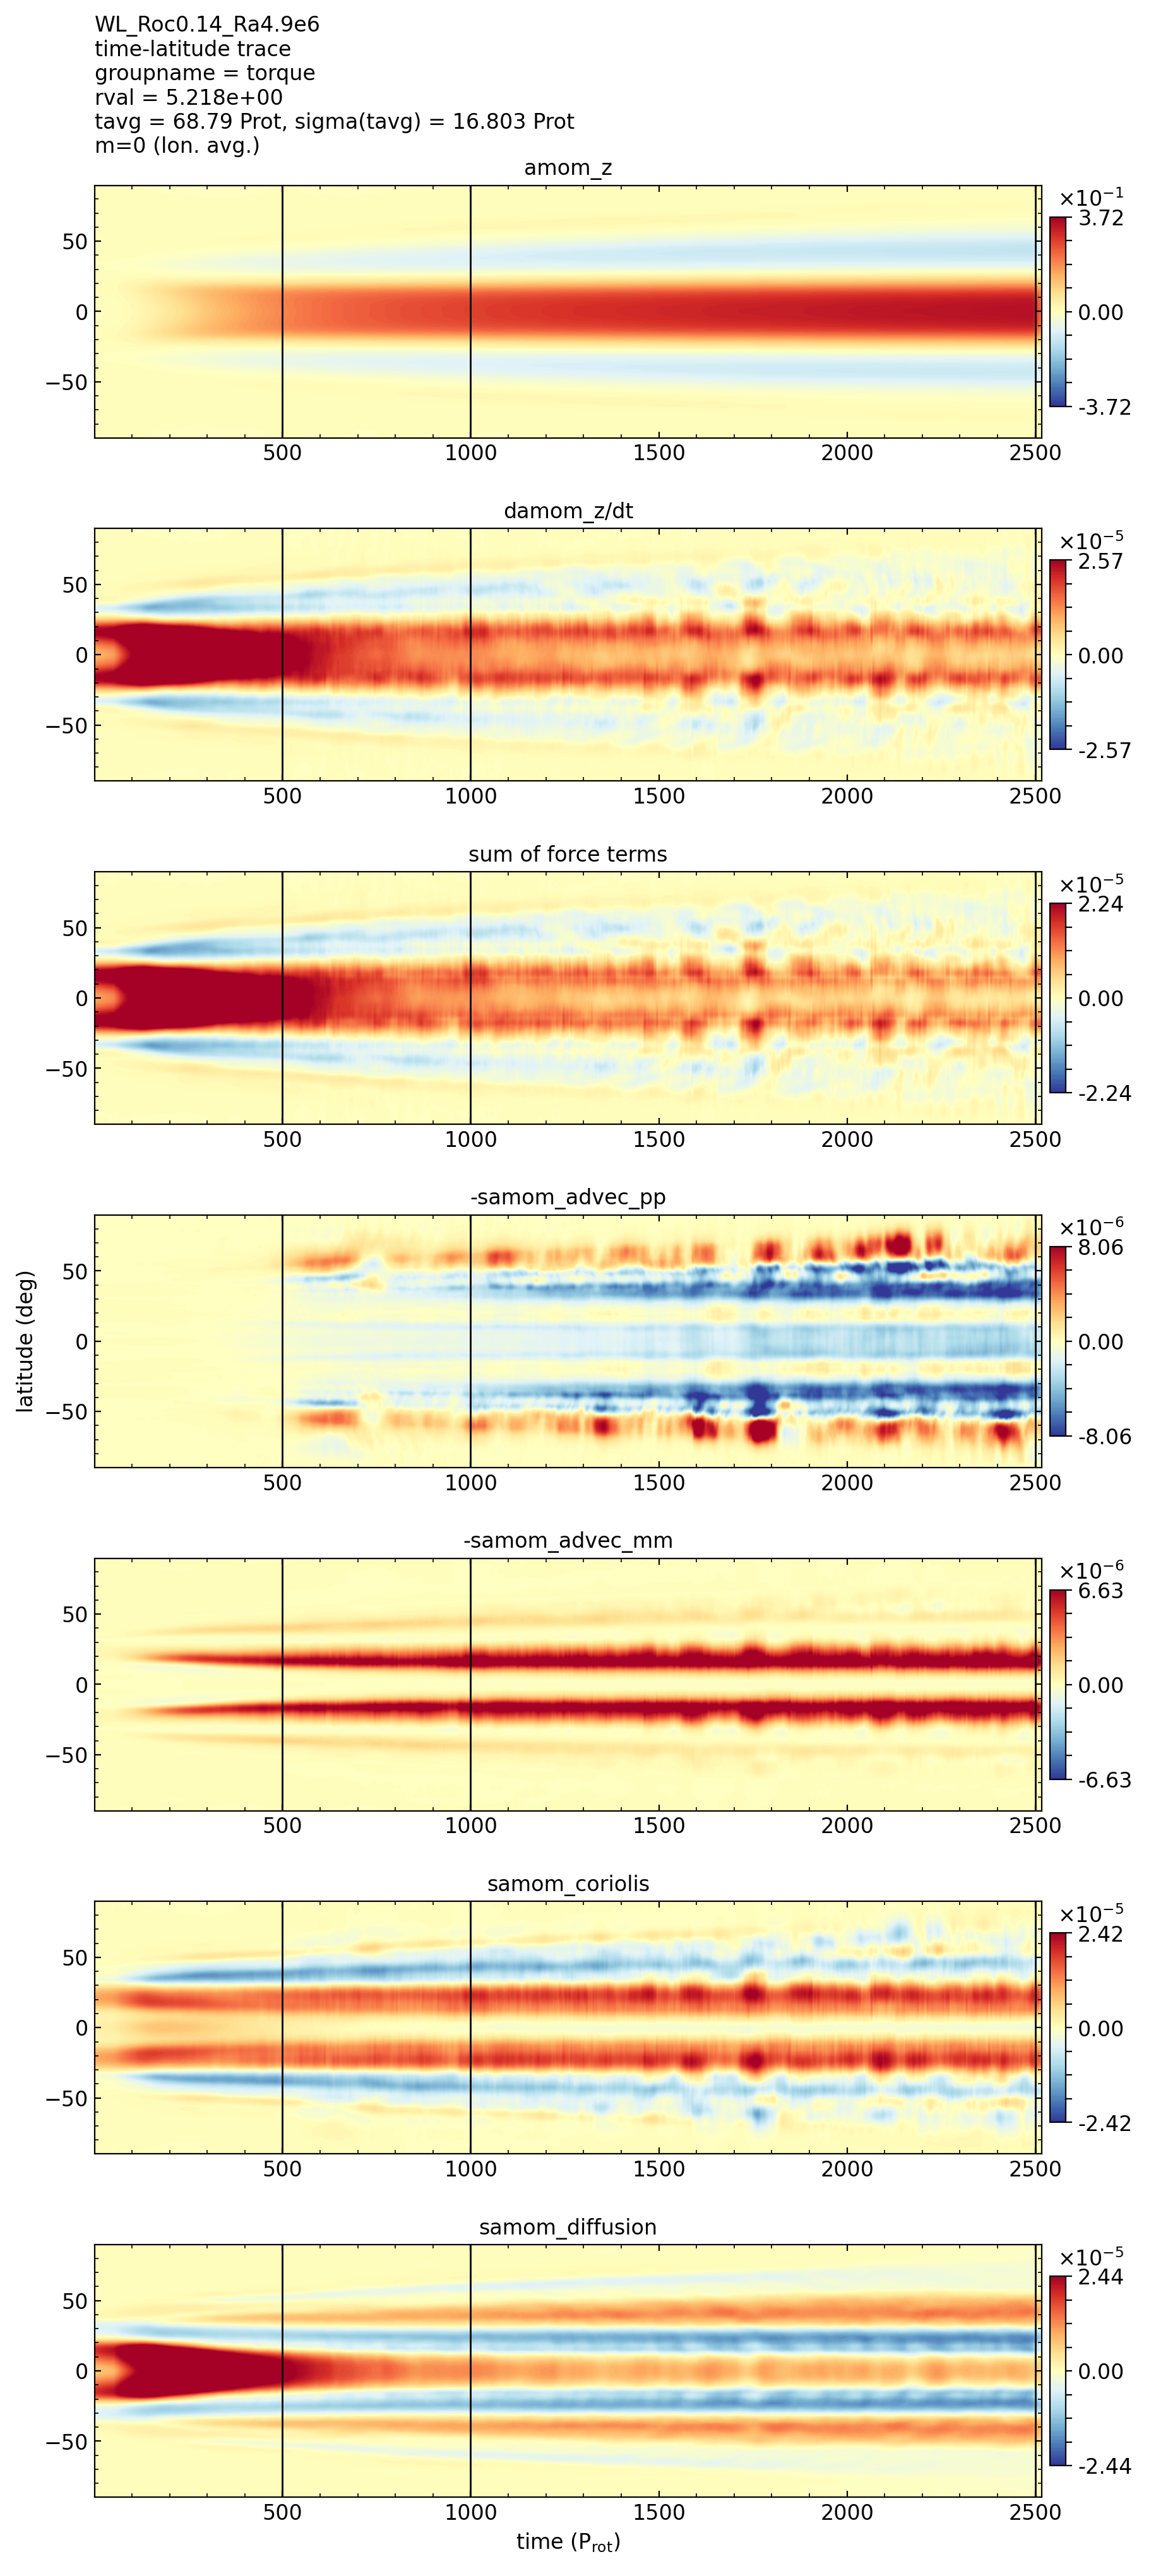 WL_Roc0.14_Ra4.9e6
time-latitude trace
groupname = torque
rval = 5.218e+00
tavg = 68.79 Prot, sigma(tavg) = 16.803 Prot
m=0 (lon. avg.)
amom_z
×10⁻¹
3.72
0.00
-3.72
50
0
−50
500 1000 1500 2000 2500
damom_z/dt
×10⁻⁵
2.57
0.00
-2.57
50
0
−50
500 1000 1500 2000 2500
sum of force terms
×10⁻⁵
2.24
0.00
-2.24
50
0
−50
500 1000 1500 2000 2500
-samom_advec_pp
×10⁻⁶
8.06
0.00
-8.06
50
0
−50
latitude (deg)
500 1000 1500 2000 2500
-samom_advec_mm
×10⁻⁶
6.63
0.00
-6.63
50
0
−50
500 1000 1500 2000 2500
samom_coriolis
×10⁻⁵
2.42
0.00
-2.42
50
0
−50
500 1000 1500 2000 2500
samom_diffusion
×10⁻⁵
2.44
0.00
-2.44
50
0
−50
500 1000 1500 2000 2500
time (P_rot)